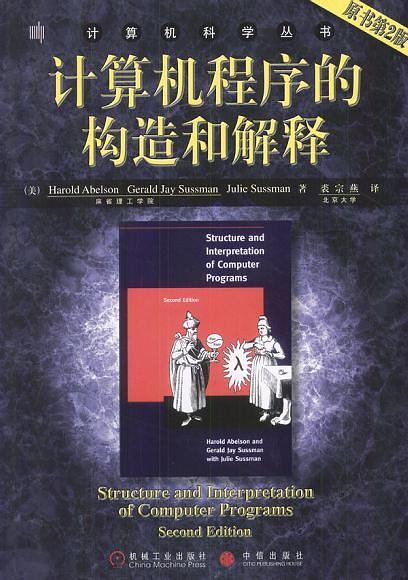 计算机科学丛书
原书第2版
计算机程序的
构造和解释
(美) Harold Abelson Gerald Jay Sussman Julie Sussman 著 裘宗燕 译
麻省理工学院 北京大学
Structure and
Interpretation
of Computer
Programs
Second Edition
λ
Harold Abelson and
Gerald Jay Sussman
with Julie Sussman
Structure and Interpretation
of Computer Programs
Second Edition
机械工业出版社
China Machine Press
中信出版社
CITIC PUBLISHING HOUSE